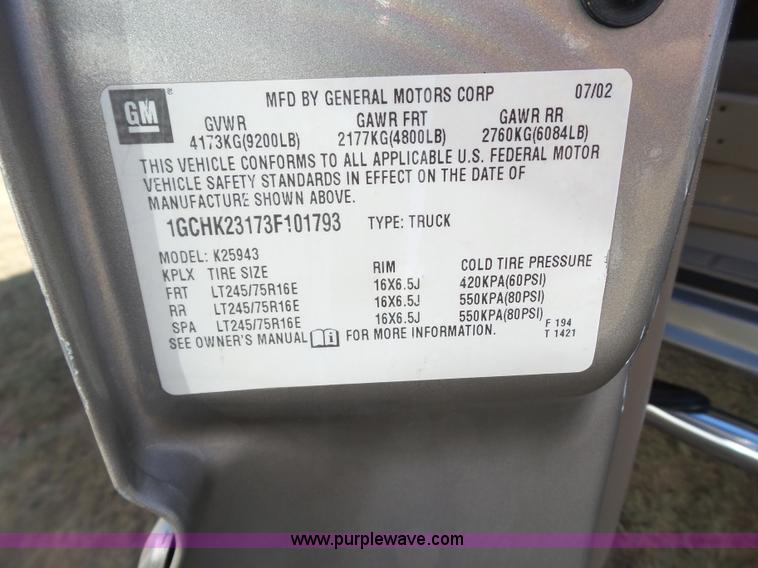 GM
®
MFD BY GENERAL MOTORS CORP 07/02
GVWR GAWR FRT GAWR RR
4173KG(9200LB) 2177KG(4800LB) 2760KG(6084LB)
THIS VEHICLE CONFORMS TO ALL APPLICABLE U.S. FEDERAL MOTOR
VEHICLE SAFETY STANDARDS IN EFFECT ON THE DATE OF
MANUFACTURE SHOWN ABOVE.
1GCHK23173F101793 TYPE: TRUCK
MODEL: K25943
KPLX TIRE SIZE RIM COLD TIRE PRESSURE
FRT LT245/75R16E 16X6.5J 420KPA(60PSI)
RR LT245/75R16E 16X6.5J 550KPA(80PSI)
SPA LT245/75R16E 16X6.5J 550KPA(80PSI)
SEE OWNER'S MANUAL FOR MORE INFORMATION.
F 194
T 1421
www.purplewave.com